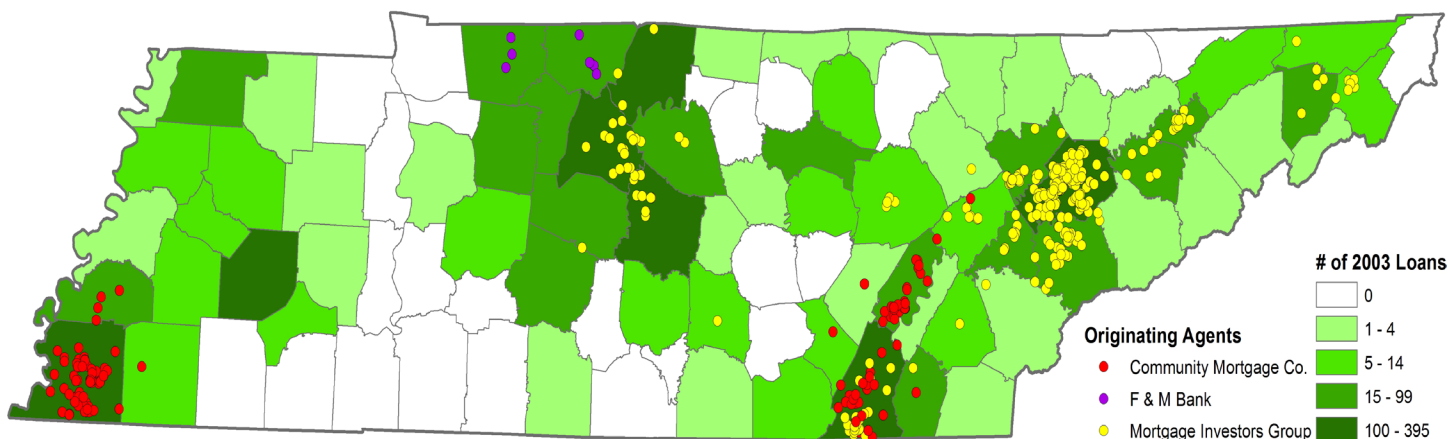 # of 2003 Loans
0
1 - 4
5 - 14
15 - 99
100 - 395
Originating Agents
Community Mortgage Co.
F & M Bank
Mortgage Investors Group